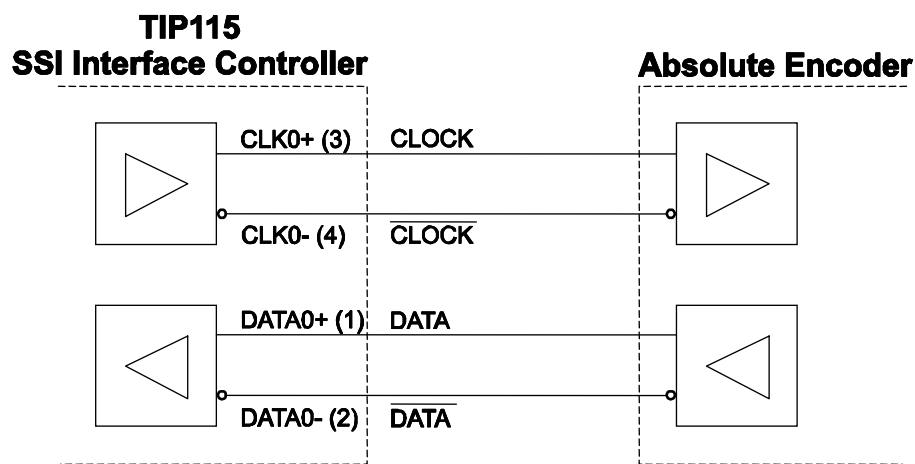 TIP115
SSI Interface Controller
Absolute Encoder
CLK0+ (3) CLOCK
CLK0- (4) CLOCK
DATA0+ (1) DATA
DATA0- (2) DATA